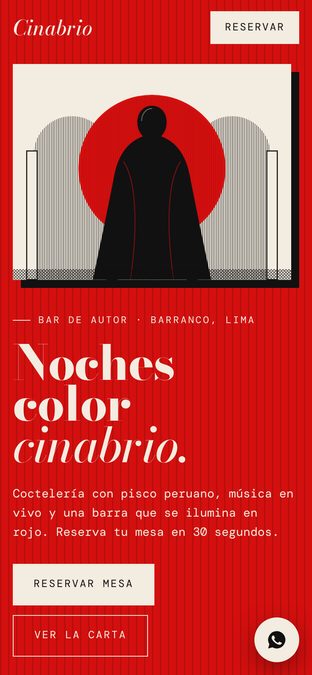 Cinabrio
RESERVAR
BAR DE AUTOR · BARRANCO, LIMA
Noches
color
cinabrio.
Coctelería con pisco peruano, música en
vivo y una barra que se ilumina en
rojo. Reserva tu mesa en 30 segundos.
RESERVAR MESA
VER LA CARTA